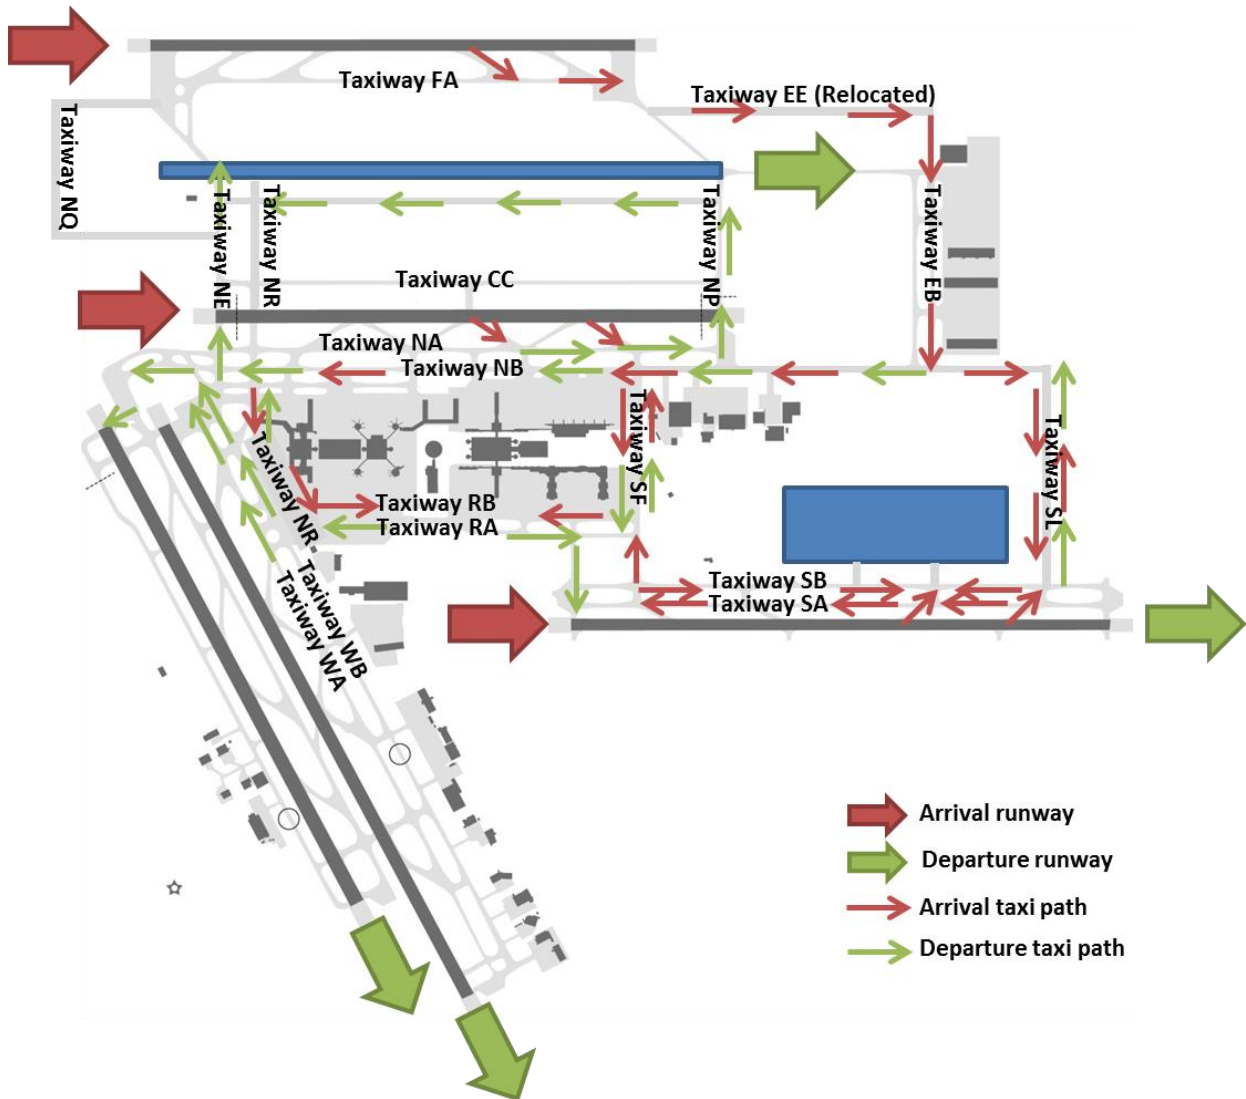 Taxiway FA
Taxiway EE (Relocated)
Taxiway NQ
Taxiway NE
Taxiway NR
Taxiway NP
Taxiway EB
Taxiway CC
Taxiway NA
Taxiway NB
Taxiway SF
Taxiway NR
Taxiway RB
Taxiway RA
Taxiway SL
Taxiway SB
Taxiway SA
Taxiway WB
Taxiway WA
Arrival runway
Departure runway
Arrival taxi path
Departure taxi path